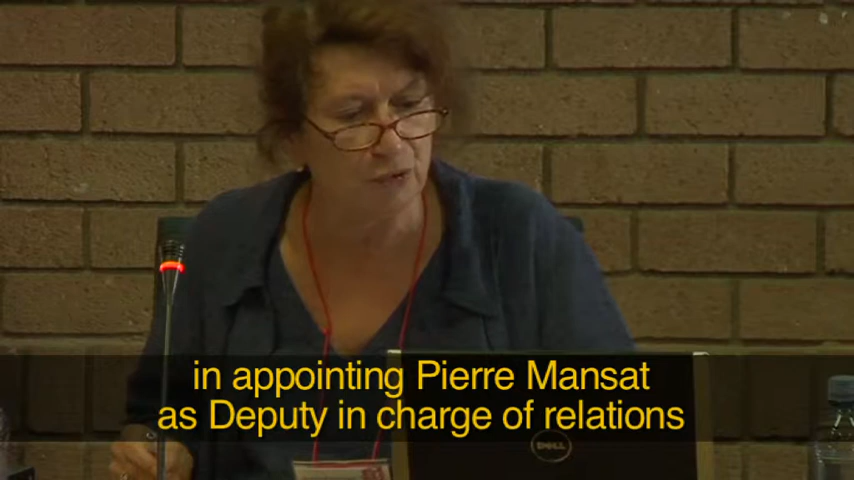 in appointing Pierre Mansat
as Deputy in charge of relations
DELL